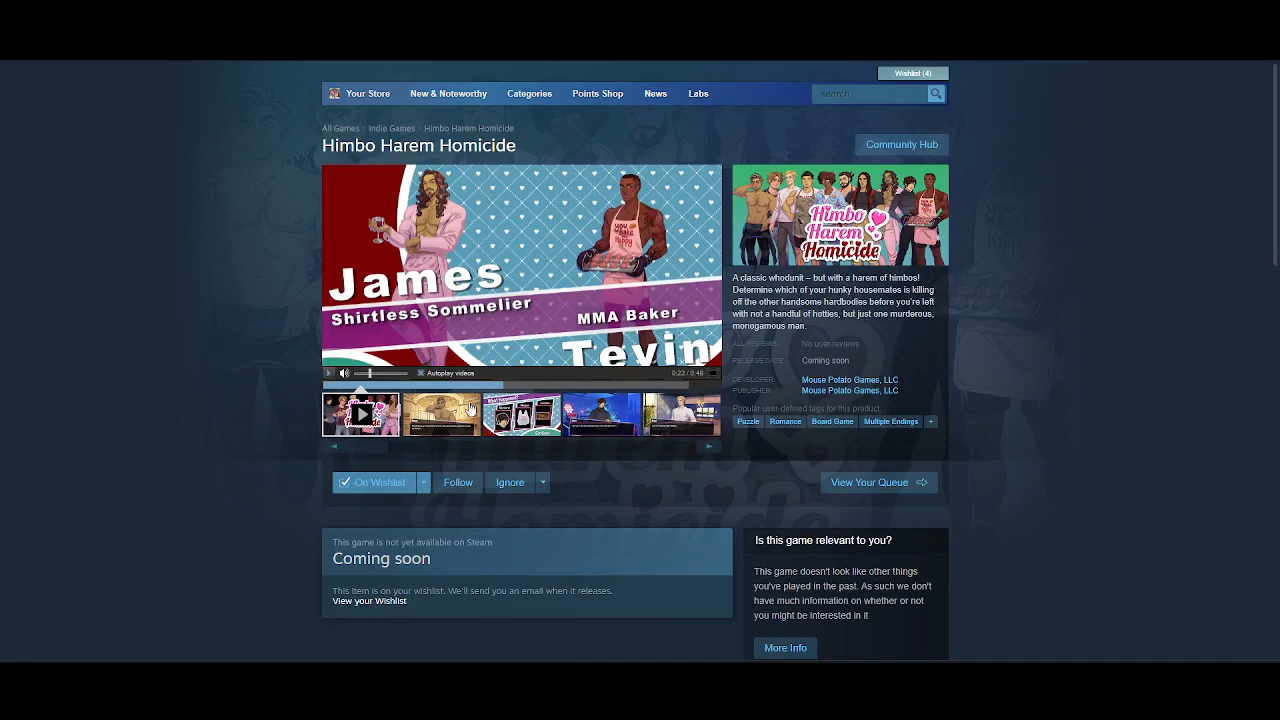 Wishlist (4)
Your Store New & Noteworthy Categories Points Shop News Labs search
All Games > Indie Games > Himbo Harem Homicide
Himbo Harem Homicide
Community Hub
James
Shirtless Sommelier
MMA Baker
Tevin
You Bake Me Happy
Himbo
Harem
Homicide
A classic whodunit – but with a harem of himbos!
Determine which of your hunky housemates is killing
off the other handsome hardbodies before you're left
with not a handful of hotties, but just one murderous,
monogamous man.
ALL REVIEWS: No user reviews
RELEASE DATE: Coming soon
DEVELOPER: Mouse Potato Games, LLC
PUBLISHER: Mouse Potato Games, LLC
Popular user-defined tags for this product:
Puzzle Romance Board Game Multiple Endings +
Autoplay videos 0:22 / 0:48
On Wishlist Follow Ignore View Your Queue
This game is not yet available on Steam
Coming soon
This item is on your wishlist. We'll send you an email when it releases.
View your Wishlist
Is this game relevant to you?
This game doesn't look like other things
you've played in the past. As such we don't
have much information on whether or not
you might be interested in it
More Info